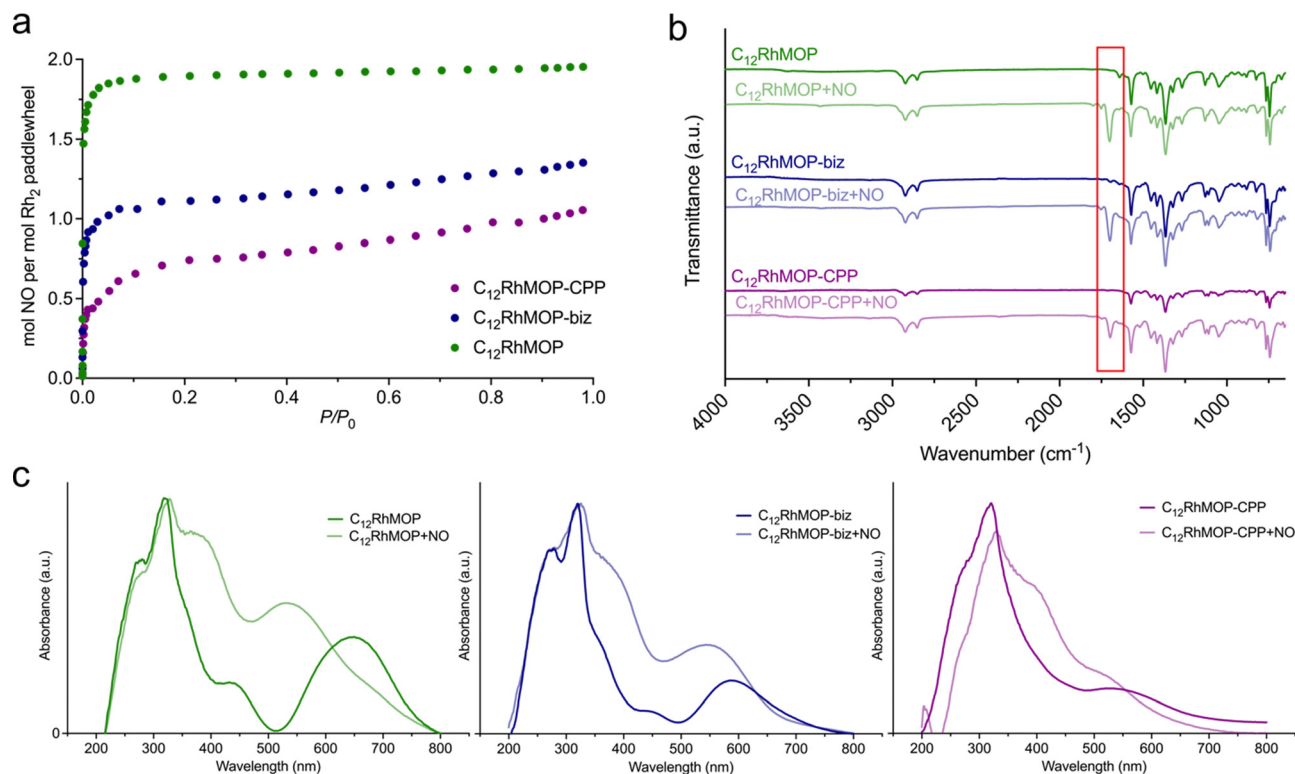 a
mol NO per mol Rh₂ paddlewheel
2.0
1.5
1.0
0.5
0.0
0.0
0.2
0.4
0.6
0.8
1.0
P/P₀
C₁₂RhMOP-CPP
C₁₂RhMOP-biz
C₁₂RhMOP
b
Transmittance (a.u.)
C₁₂RhMOP
C₁₂RhMOP+NO
C₁₂RhMOP-biz
C₁₂RhMOP-biz+NO
C₁₂RhMOP-CPP
C₁₂RhMOP-CPP+NO
4000
3500
3000
2500
2000
1500
1000
Wavenumber (cm⁻¹)
c
Absorbance (a.u.)
0
C₁₂RhMOP
C₁₂RhMOP+NO
200
300
400
500
600
700
800
Wavelength (nm)
Absorbance (a.u.)
C₁₂RhMOP-biz
C₁₂RhMOP-biz+NO
200
300
400
500
600
700
800
Wavelength (nm)
Absorbance (a.u.)
C₁₂RhMOP-CPP
C₁₂RhMOP-CPP+NO
200
300
400
500
600
700
800
Wavelength (nm)